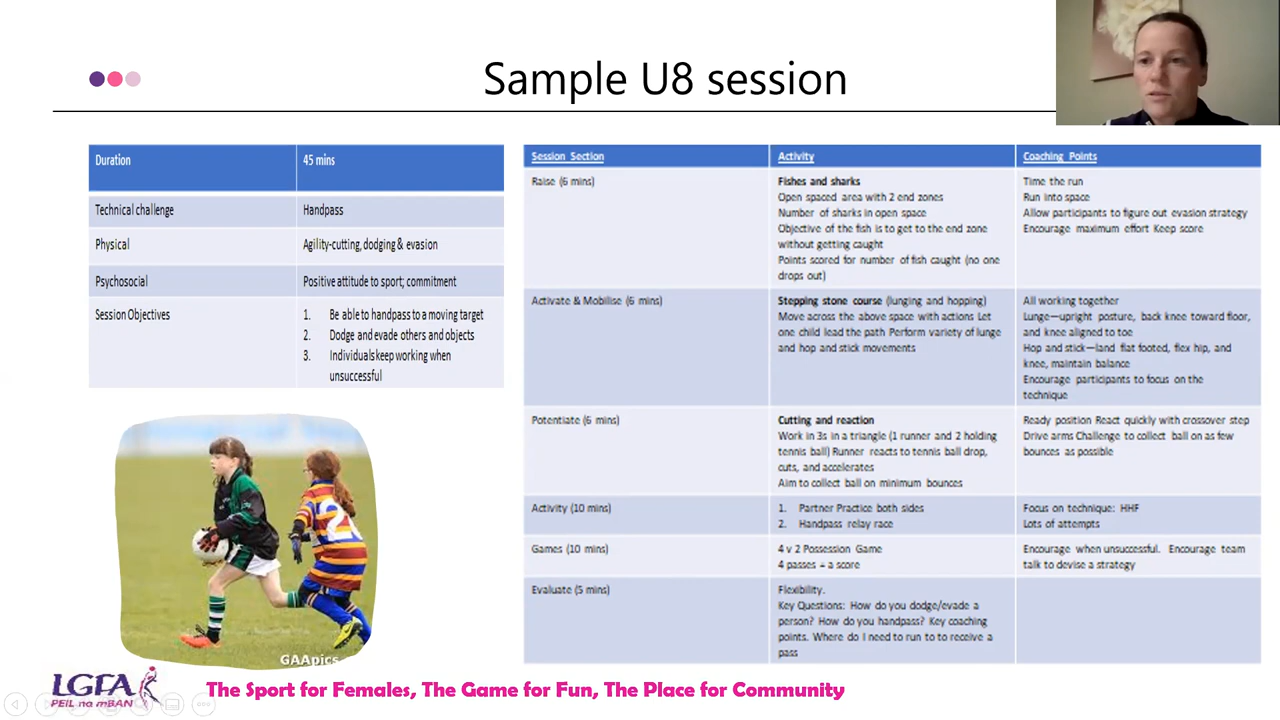 Sample U8 session
Duration 45 mins
Technical challenge Handpass
Physical Agility-cutting, dodging & evasion
Psychosocial Positive attitude to sport; commitment
Session Objectives 1. Be able to handpass to a moving target
2. Dodge and evade others and objects
3. Individuals keep working when
unsuccessful
Session Section Activity Coaching Points
Raise (6 mins)
Fishes and sharks
Open spaced area with 2 end zones
Number of sharks in open space
Objective of the fish is to get to the end zone
without getting caught
Points scored for number of fish caught (no one
drops out)
Time the run
Run into space
Allow participants to figure out evasion strategy
Encourage maximum effort Keep score
Activate & Mobilise (6 mins)
Stepping stone course (lunging and hopping)
Move across the above space with actions Let
one child lead the path Perform variety of lunge
and hop and stick movements
All working together
Lunge—upright posture, back knee toward floor,
and knee aligned to toe
Hop and stick—land flat footed, flex hip, and
knee, maintain balance
Encourage participants to focus on the
technique
Potentiate (6 mins)
Cutting and reaction
Work in 3s in a triangle (1 runner and 2 holding
tennis ball) Runner reacts to tennis ball drop,
cuts, and accelerates
Aim to collect ball on minimum bounces
Ready position React quickly with crossover step
Drive arms Challenge to collect ball on as few
bounces as possible
Activity (10 mins)
1. Partner Practice both sides
2. Handpass relay race
Focus on technique: HHF
Lots of attempts
Games (10 mins)
4 v 2 Possession Game
4 passes = a score
Encourage when unsuccessful. Encourage team
talk to devise a strategy
Evaluate (5 mins)
Flexibility.
Key Questions: How do you dodge/evade a
person? How do you handpass? Key coaching
points. Where do I need to run to to receive a
pass
GAApics
LGFA
PEIL na mBAN
The Sport for Females, The Game for Fun, The Place for Community